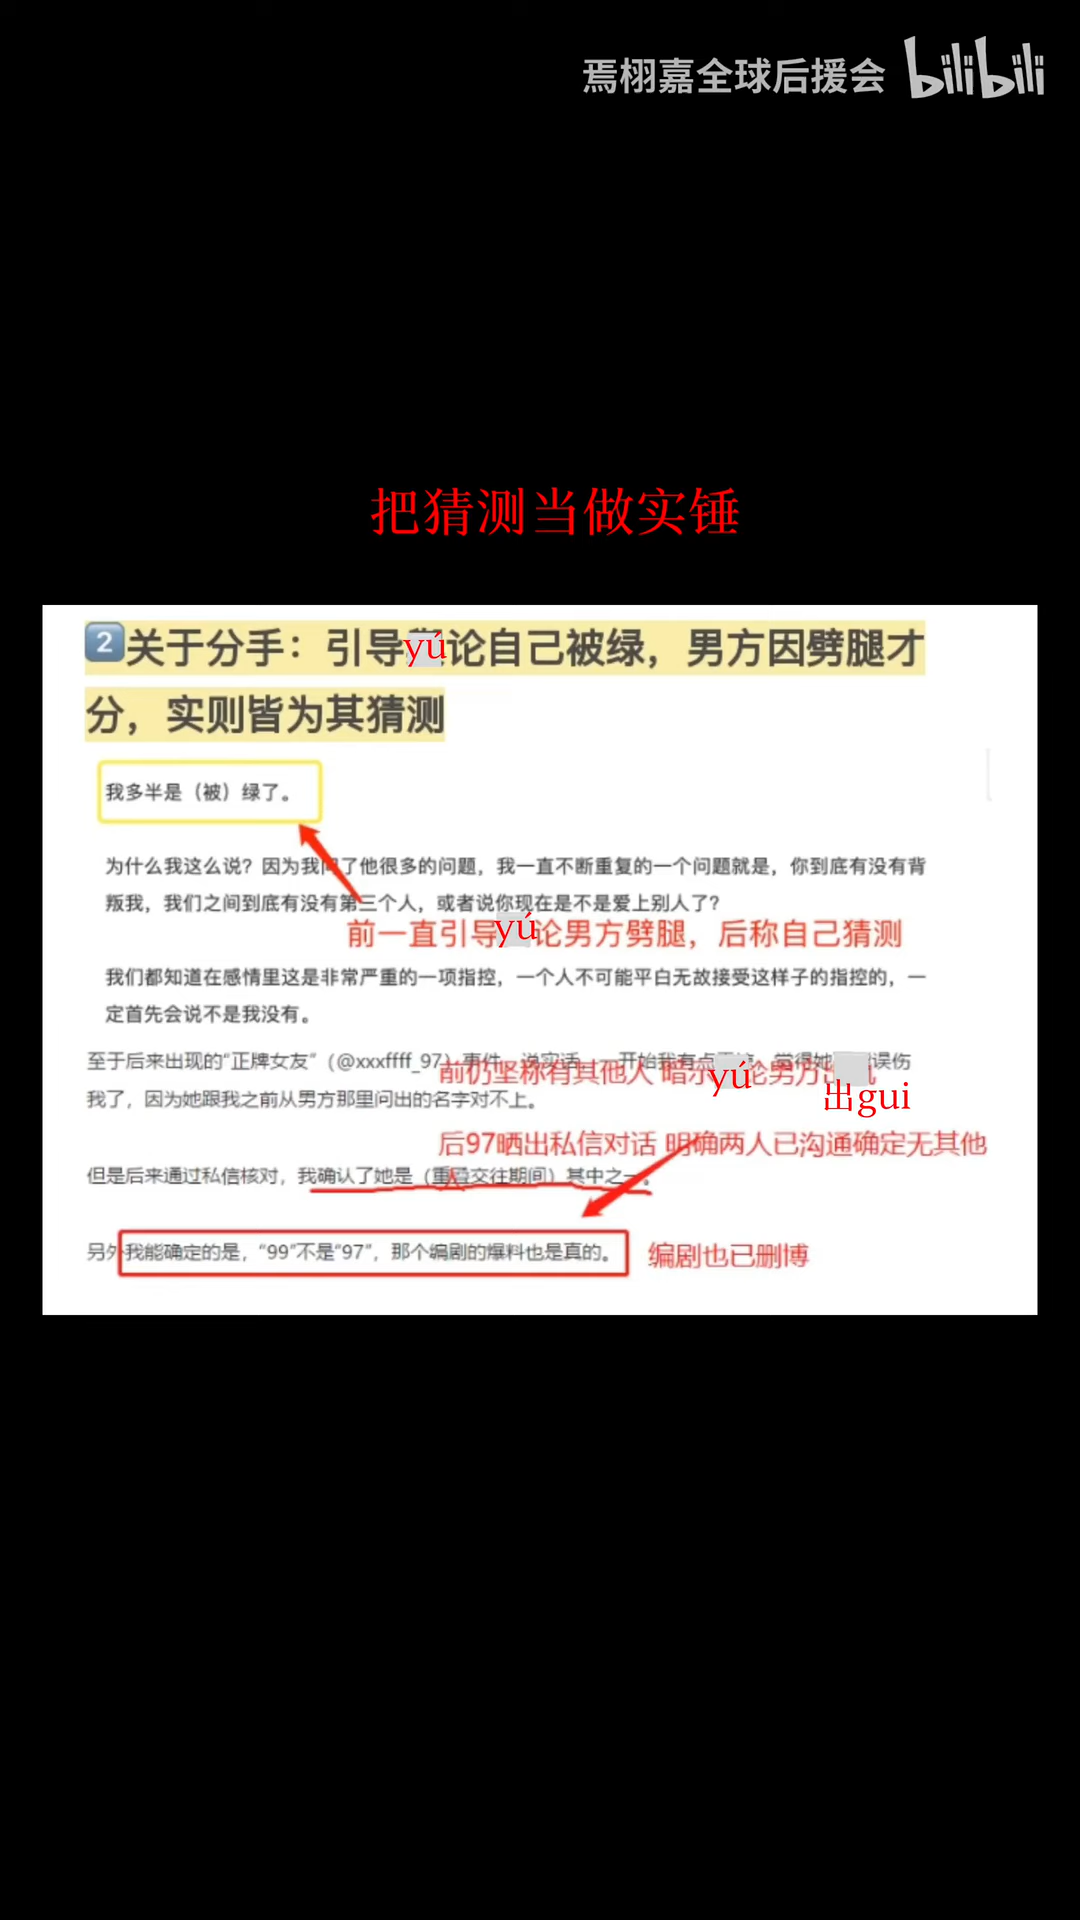 焉栩嘉全球后援会 bilibili
把猜测当做实锤
2关于分手：引导yú论自己被绿，男方因劈腿才
分，实则皆为其猜测
我多半是（被）绿了。
为什么我这么说？因为我问了他很多的问题，我一直不断重复的一个问题就是，你到底有没有背
叛我，我们之间到底有没有第三个人，或者说你现在是不是爱上别人了？
前一直引导yú论男方劈腿，后称自己猜测
我们都知道在感情里这是非常严重的一项指控，一个人不可能平白无故接受这样子的指控的，一
定首先会说不是我没有。
至于后来出现的“正牌女友”（@xxxffff_97）事件，说实话，一开始我有点 觉得她 误伤
前仍坚称有其他人 暗示yú论男方
出gui
我了，因为她跟我之前从男方那里问出的名字对不上。
后97晒出私信对话 明确两人已沟通确定无其他
人
但是后来通过私信核对，我确认了她是（重叠交往期间）其中之一。
另外我能确定的是，“99”不是“97”，那个编剧的爆料也是真的。
编剧也已删博